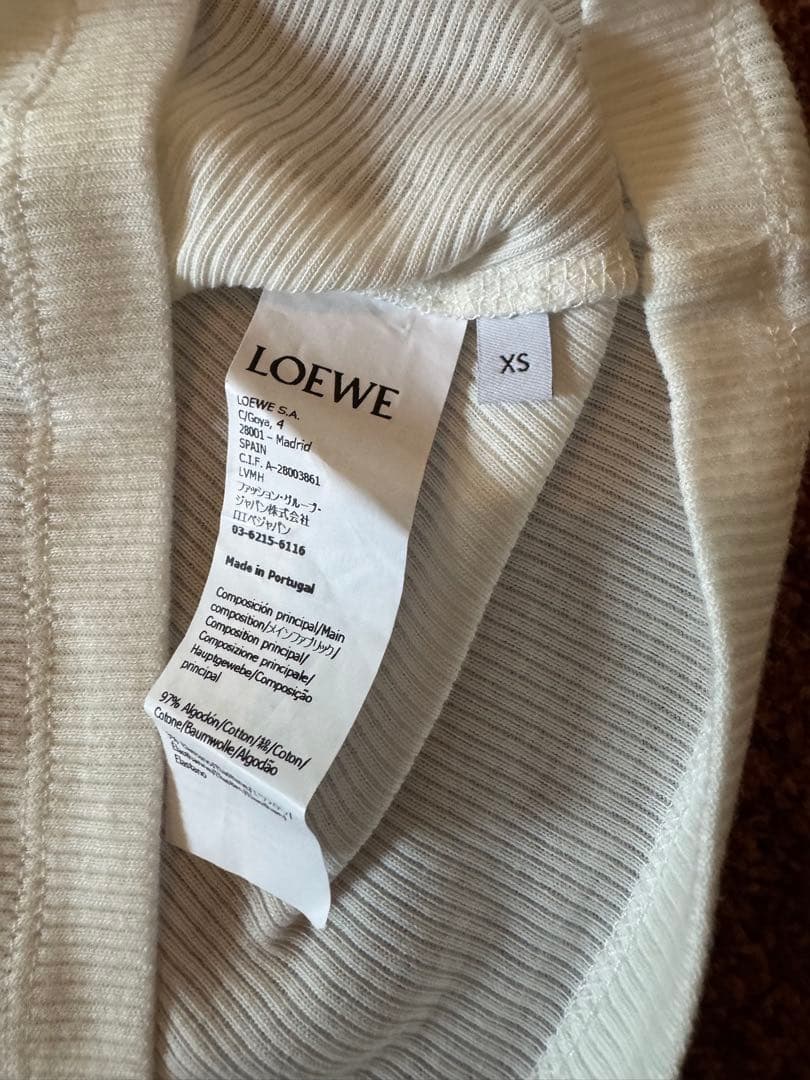 LOEWE
LOEWE S.A.
C/Goya, 4
28001 - Madrid
SPAIN
C.I.F. A-28003861
LVMH
ファッション・グループ・
ジャパン株式会社
ロエベジャパン
03-6215-6116
Made in Portugal
Composición principal/Main
composition/メインファブリック/
Composition principal/
Composizione principale/
Hauptgewebe/Composição
principal
97% Algodón/Cotton/綿/Coton/
Cotone/Baumwolle/Algodão
Elastano
XS